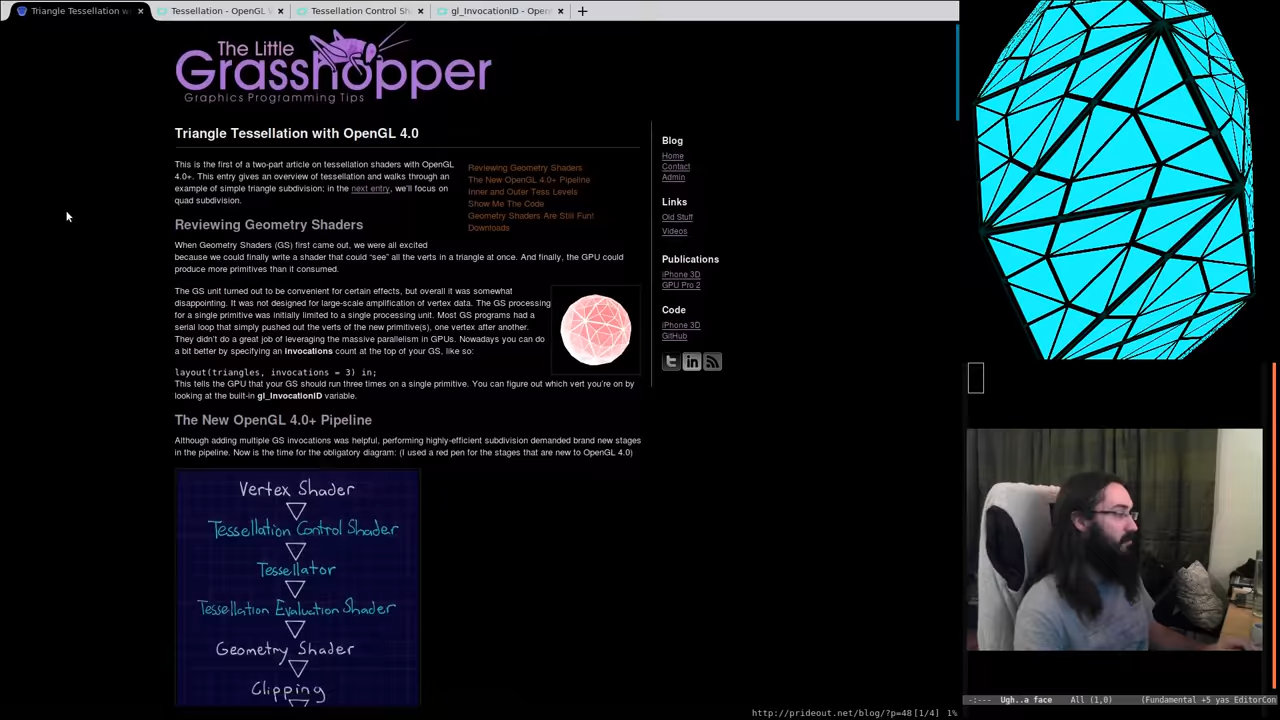 Triangle Tessellation w
Tessellation - OpenGL
Tessellation Control Sh
gl_InvocationID - Open
The Little
Grasshopper
Graphics Programming Tips
Triangle Tessellation with OpenGL 4.0
This is the first of a two-part article on tessellation shaders with OpenGL
4.0+. This entry gives an overview of tessellation and walks through an
example of simple triangle subdivision; in the next entry, we'll focus on
quad subdivision.
Reviewing Geometry Shaders
The New OpenGL 4.0+ Pipeline
Inner and Outer Tess Levels
Show Me The Code
Geometry Shaders Are Still Fun!
Downloads
Reviewing Geometry Shaders
When Geometry Shaders (GS) first came out, we were all excited
because we could finally write a shader that could “see” all the verts in a triangle at once. And finally, the GPU could
produce more primitives than it consumed.
The GS unit turned out to be convenient for certain effects, but overall it was somewhat
disappointing. It was not designed for large-scale amplification of vertex data. The GS processing
for a single primitive was initially limited to a single processing unit. Most GS programs had a
serial loop that simply pushed out the verts of the new primitive(s), one vertex after another.
They didn't do a great job of leveraging the massive parallelism in GPUs. Nowadays you can do
a bit better by specifying an invocations count at the top of your GS, like so:
layout(triangles, invocations = 3) in;
This tells the GPU that your GS should run three times on a single primitive. You can figure out which vert you're on by
looking at the built-in gl_InvocationID variable.
The New OpenGL 4.0+ Pipeline
Although adding multiple GS invocations was helpful, performing highly-efficient subdivision demanded brand new stages
in the pipeline. Now is the time for the obligatory diagram: (I used a red pen for the stages that are new to OpenGL 4.0)
Vertex Shader
Tessellation Control Shader
Tessellator
Tessellation Evaluation Shader
Geometry Shader
Clipping
Blog
Home
Contact
Admin
Links
Old Stuff
Videos
Publications
iPhone 3D
GPU Pro 2
Code
iPhone 3D
GitHub
http://prideout.net/blog/?p=48 [1/4] 1%
-:--- Ugh..a face All (1,0) (Fundamental +5 yas EditorCon